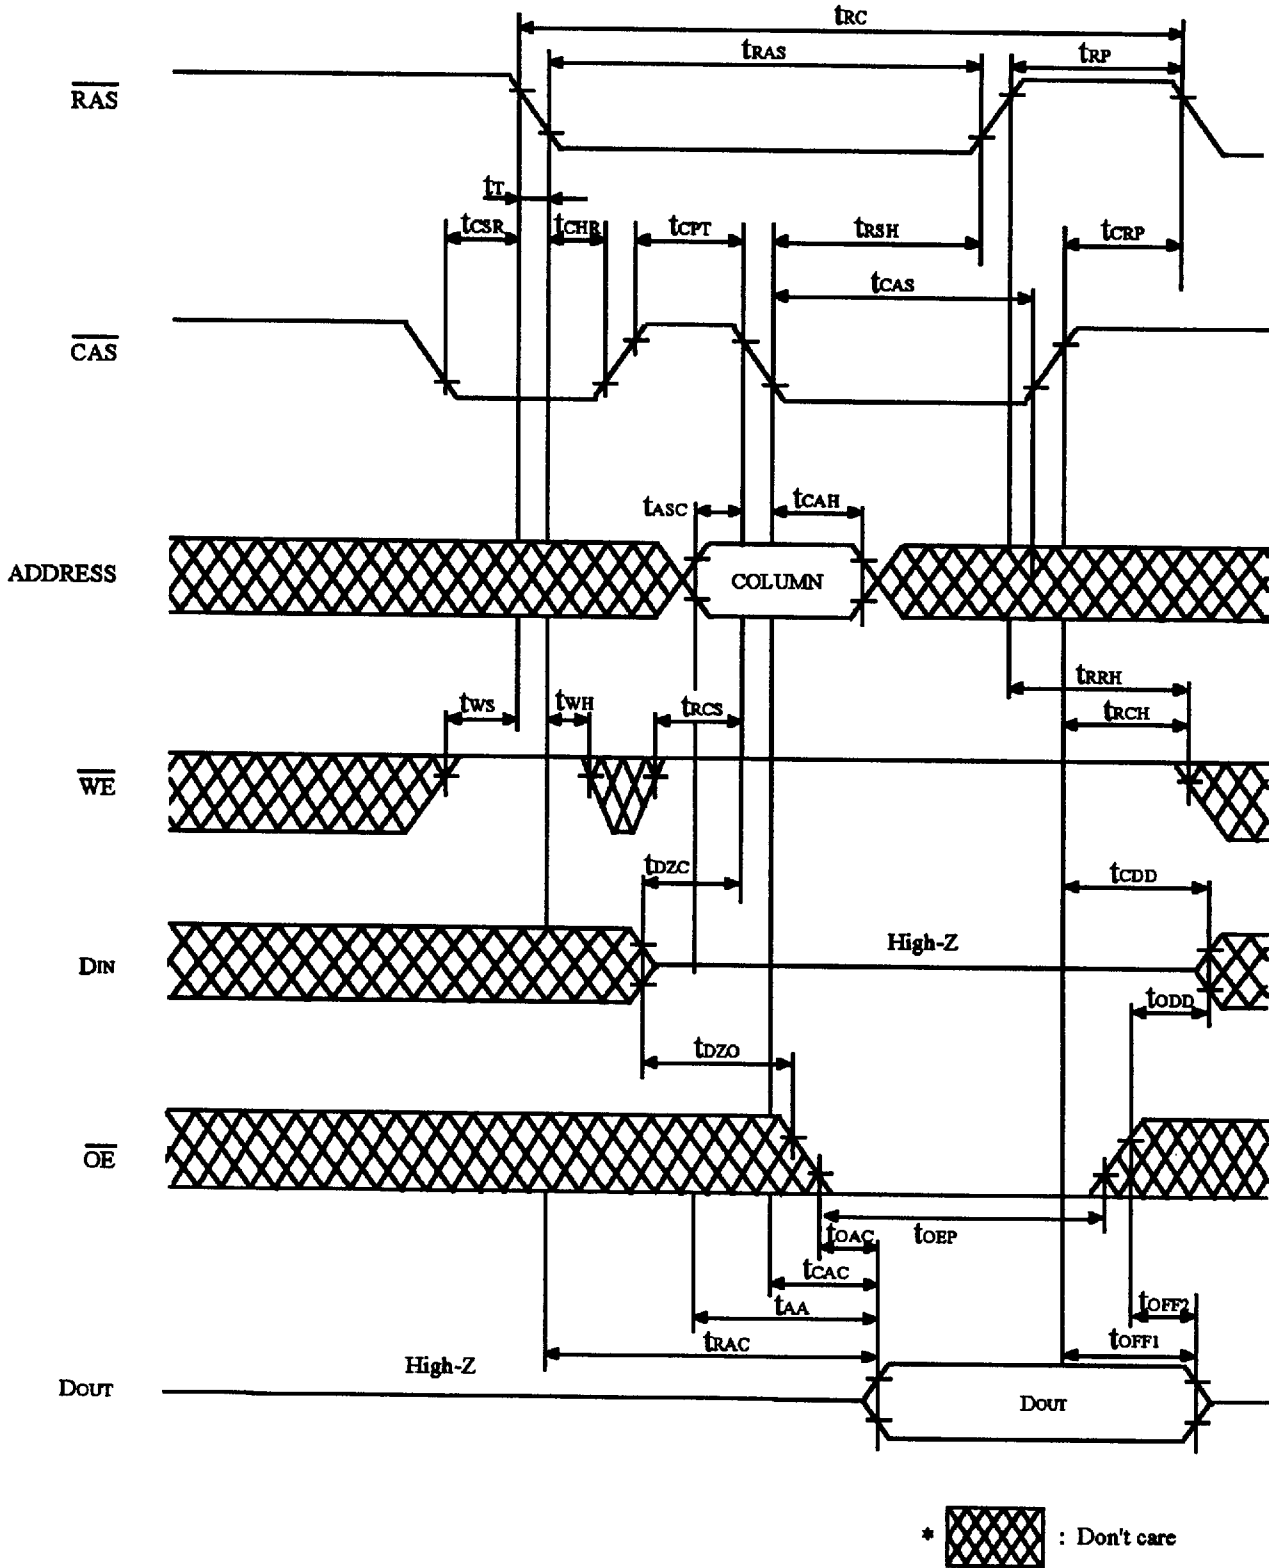 tRC
tRAS
tRP
RAS
tT
tCSR
tCHR
tCPT
tRSH
tCRP
tCAS
CAS
tASC
tCAH
ADDRESS
COLUMN
tRRH
tWS
tWH
tRCS
tRCH
WE
tDZC
tCDD
High-Z
DIN
tODD
tDZO
OE
tOAC
tOEP
tCAC
tAA
tOFF2
tRAC
tOFF1
High-Z
DOUT
DOUT
* : Don't care